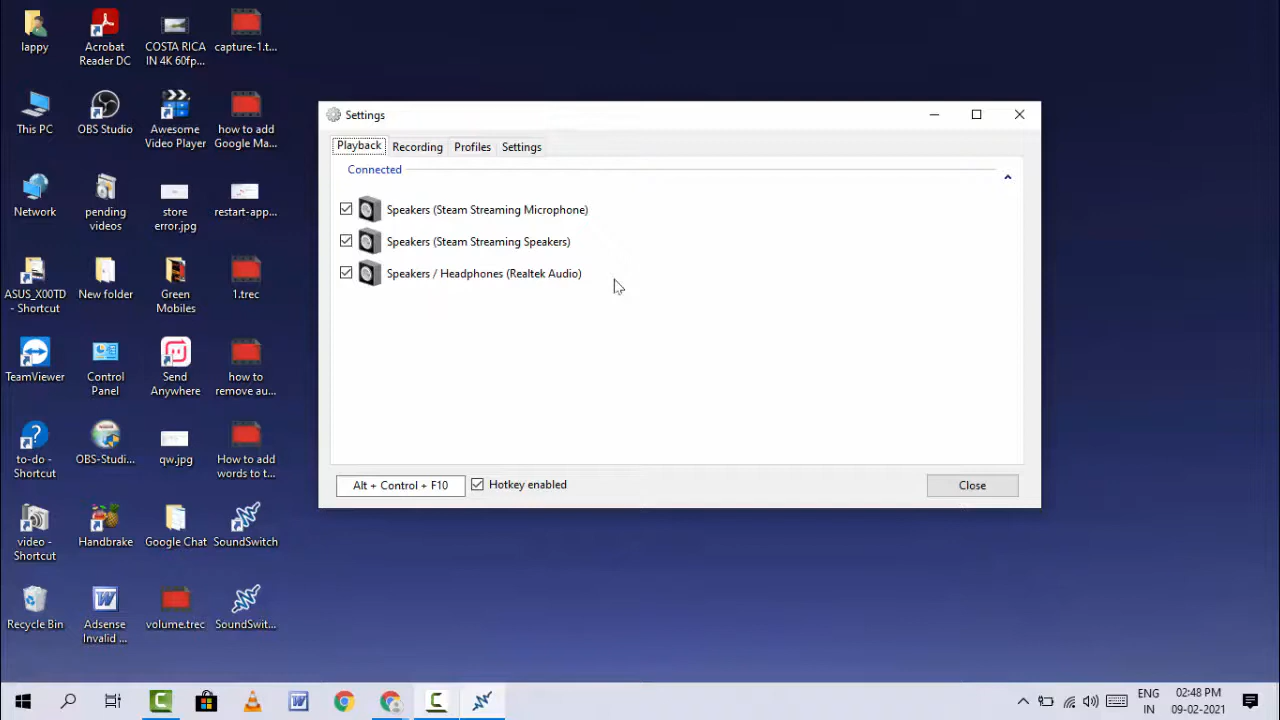 lappy
Acrobat
Reader DC
COSTA RICA
IN 4K 60fp...
capture-1.t...
This PC
OBS Studio
Awesome
Video Player
how to add
Google Ma...
Network
pending
videos
store
error.jpg
restart-app...
ASUS_X00TD
- Shortcut
New folder
Green
Mobiles
1.trec
TeamViewer
Control
Panel
Send
Anywhere
how to
remove au...
to-do -
Shortcut
OBS-Studi...
qw.jpg
How to add
words to t...
video -
Shortcut
Handbrake
Google Chat
SoundSwitch
Recycle Bin
Adsense
Invalid ...
volume.trec
SoundSwit...
Settings
Playback Recording Profiles Settings
Connected
Speakers (Steam Streaming Microphone)
Speakers (Steam Streaming Speakers)
Speakers / Headphones (Realtek Audio)
Alt + Control + F10 Hotkey enabled Close
ENG
IN
02:48 PM
09-02-2021